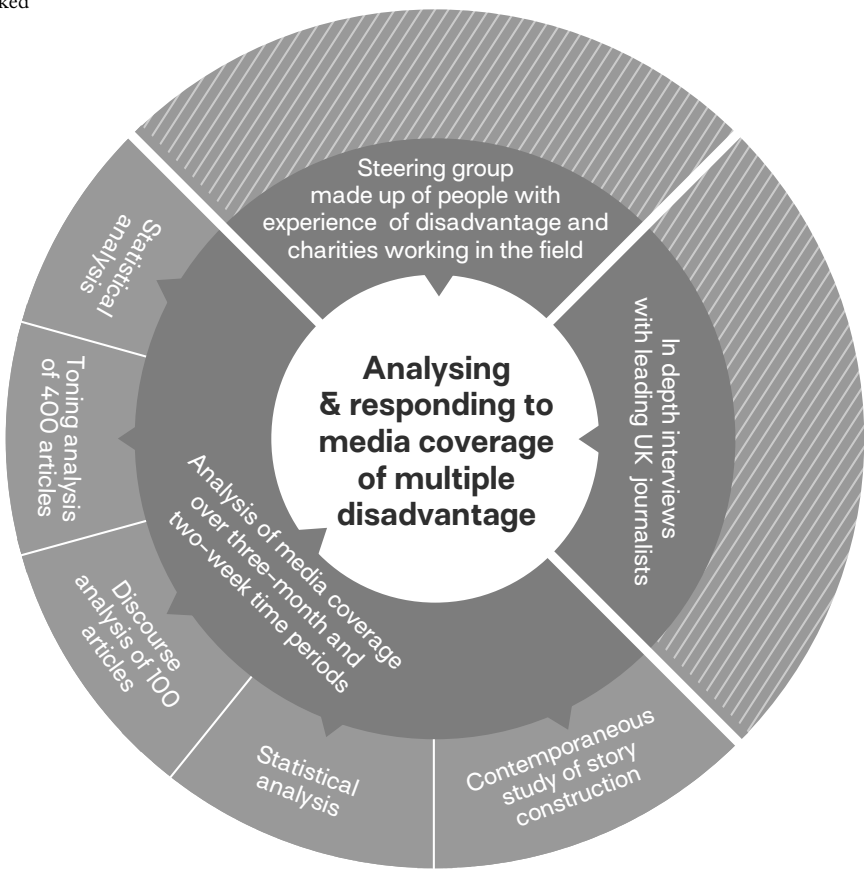 ked
Steering group
made up of people with
experience of disadvantage and
charities working in the field
In depth interviews
with leading UK journalists
Analysing
& responding to
media coverage
of multiple
disadvantage
Analysis of media coverage
over three-month and
two-week time periods
Statistical
analysis
Toning analysis
of 400 articles
Discourse
analysis of 100
articles
Statistical
analysis
Contemporaneous
study of story
construction